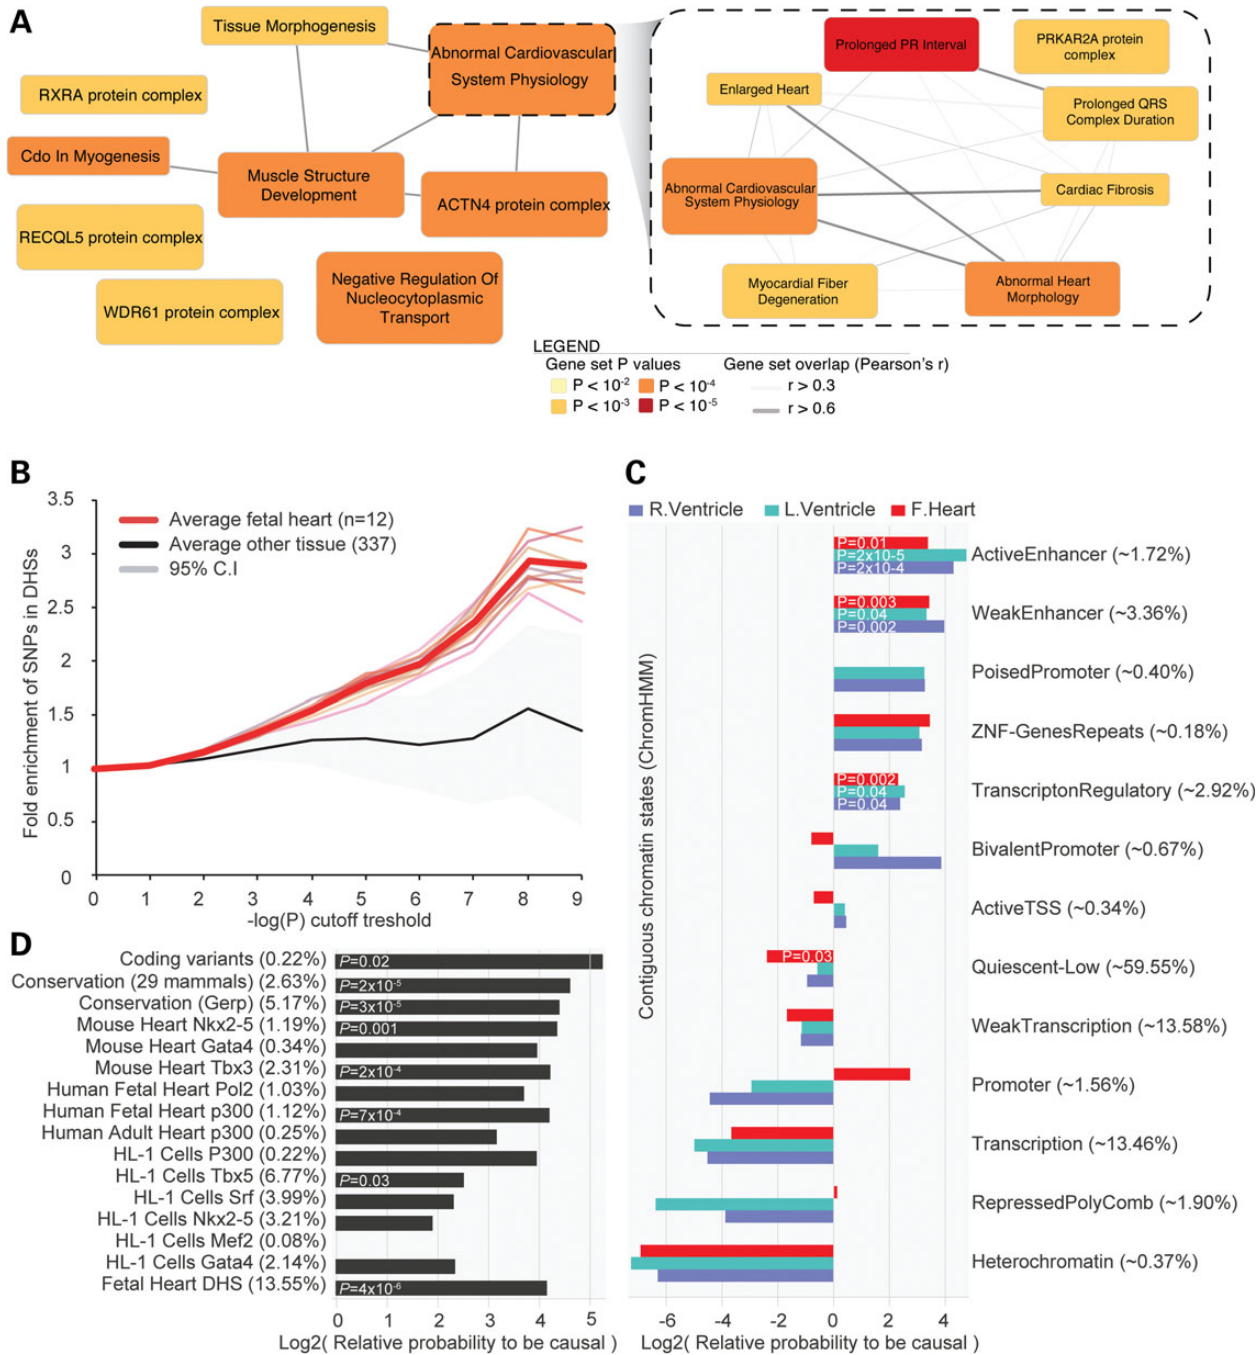 A
Tissue Morphogenesis
Abnormal Cardiovascular
System Physiology
RXRA protein complex
Cdo In Myogenesis
Muscle Structure
Development
ACTN4 protein complex
RECQL5 protein complex
WDR61 protein complex
Negative Regulation Of
Nucleocytoplasmic
Transport
Prolonged PR Interval
PRKAR2A protein
complex
Enlarged Heart
Prolonged QRS
Complex Duration
Abnormal Cardiovascular
System Physiology
Cardiac Fibrosis
Myocardial Fiber
Degeneration
Abnormal Heart
Morphology
LEGEND
Gene set P values
Gene set overlap (Pearson's r)
P < 10-2
P < 10-4
r > 0.3
P < 10-3
P < 10-5
r > 0.6
B
Fold enrichment of SNPs in DHSs
3.5
3
2.5
2
1.5
1
0.5
0
Average fetal heart (n=12)
Average other tissue (337)
95% C.I
0 1 2 3 4 5 6 7 8 9
-log(P) cutoff treshold
C
R.Ventricle L.Ventricle F.Heart
Contiguous chromatin states (ChromHMM)
P=0.01
P=2x10-5
P=2x10-4
ActiveEnhancer (~1.72%)
P=0.003
P=0.04
P=0.002
WeakEnhancer (~3.36%)
PoisedPromoter (~0.40%)
ZNF-GenesRepeats (~0.18%)
P=0.002
P=0.04
P=0.04
TranscriptonRegulatory (~2.92%)
BivalentPromoter (~0.67%)
ActiveTSS (~0.34%)
P=0.03
Quiescent-Low (~59.55%)
WeakTranscription (~13.58%)
Promoter (~1.56%)
Transcription (~13.46%)
RepressedPolyComb (~1.90%)
Heterochromatin (~0.37%)
-6 -4 -2 0 2 4
Log2( Relative probability to be causal )
D
Coding variants (0.22%) P=0.02
Conservation (29 mammals) (2.63%) P=2x10-5
Conservation (Gerp) (5.17%) P=3x10-5
Mouse Heart Nkx2-5 (1.19%) P=0.001
Mouse Heart Gata4 (0.34%)
Mouse Heart Tbx3 (2.31%) P=2x10-4
Human Fetal Heart Pol2 (1.03%)
Human Fetal Heart p300 (1.12%) P=7x10-4
Human Adult Heart p300 (0.25%)
HL-1 Cells P300 (0.22%)
HL-1 Cells Tbx5 (6.77%) P=0.03
HL-1 Cells Srf (3.99%)
HL-1 Cells Nkx2-5 (3.21%)
HL-1 Cells Mef2 (0.08%)
HL-1 Cells Gata4 (2.14%)
Fetal Heart DHS (13.55%) P=4x10-6
0 1 2 3 4 5
Log2( Relative probability to be causal )